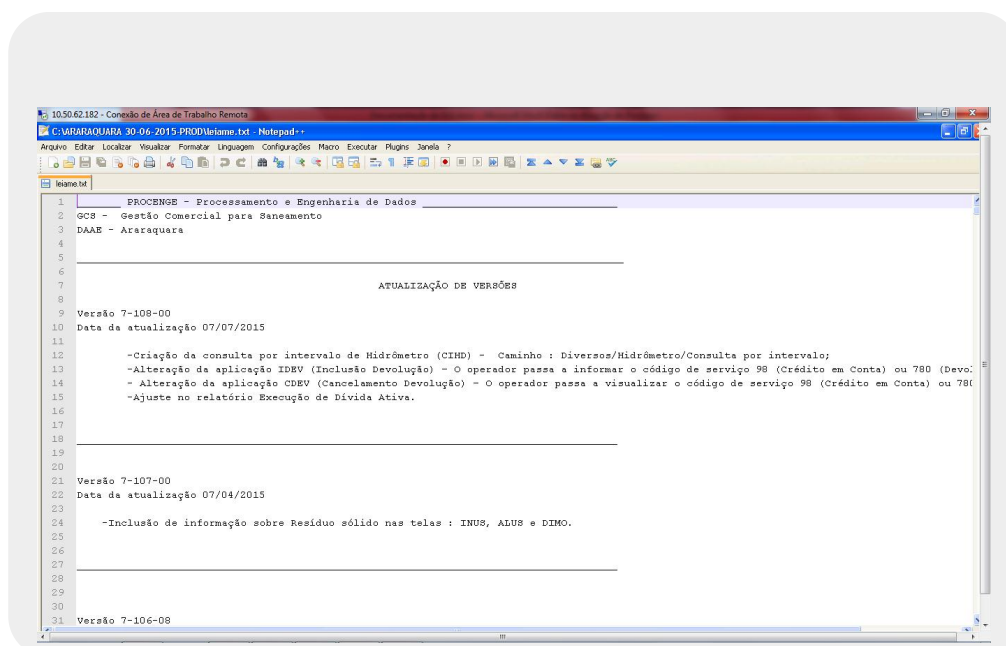 10.50.62.182 - Conexão de Área de Trabalho Remota
C:\ARARAQUARA 30-06-2015-PROD\leiame.txt - Notepad++
Arquivo Editar Localizar Visualizar Formatar Linguagem Configurações Macro Executar Plugins Janela ?
leiame.txt
1 ______ PROCENGE - Processamento e Engenharia de Dados ______
2 GCS - Gestão Comercial para Saneamento
3 DAAE - Araraquara
4
5
6
7 ATUALIZAÇÃO DE VERSÕES
8
9 Versão 7-108-00
10 Data da atualização 07/07/2015
11
12 -Criação da consulta por intervalo de Hidrômetro (CIHD) - Caminho : Diversos/Hidrômetro/Consulta por intervalo;
13 -Alteração da aplicação IDEV (Inclusão Devolução) - O operador passa a informar o código de serviço 98 (Crédito em Conta) ou 780 (Devol
14 - Alteração da aplicação CDEV (Cancelamento Devolução) - O operador passa a visualizar o código de serviço 98 (Crédito em Conta) ou 780
15 -Ajuste no relatório Execução de Dívida Ativa.
16
17
18
19
20
21 Versão 7-107-00
22 Data da atualização 07/04/2015
23
24 -Inclusão de informação sobre Resíduo sólido nas telas : INUS, ALUS e DIMO.
25
26
27
28
29
30
31 Versão 7-106-08